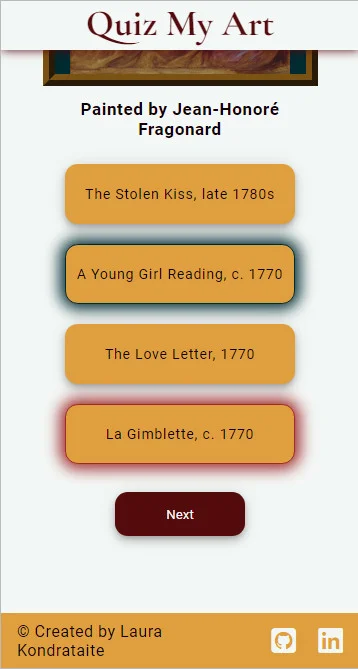 Quiz My Art
Painted by Jean-Honoré
Fragonard
The Stolen Kiss, late 1780s
A Young Girl Reading, c. 1770
The Love Letter, 1770
La Gimblette, c. 1770
Next
© Created by Laura
Kondrataite
in